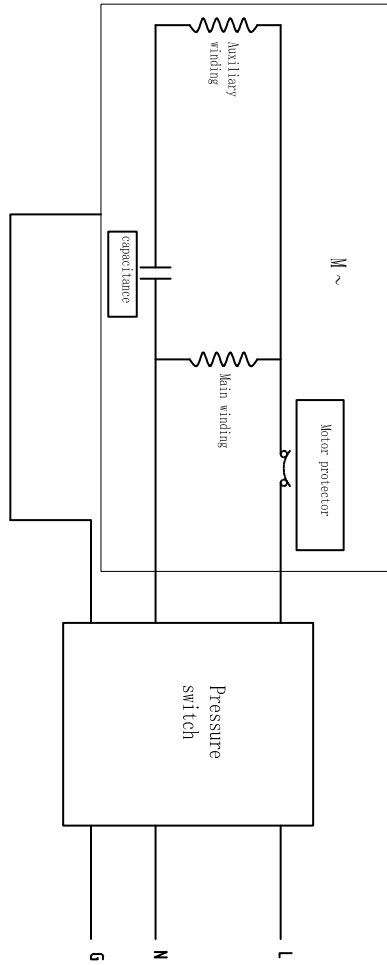 Auxiliary
winding
capacitance
M ~
Main winding
Motor protector
Pressure
switch
L
N
G